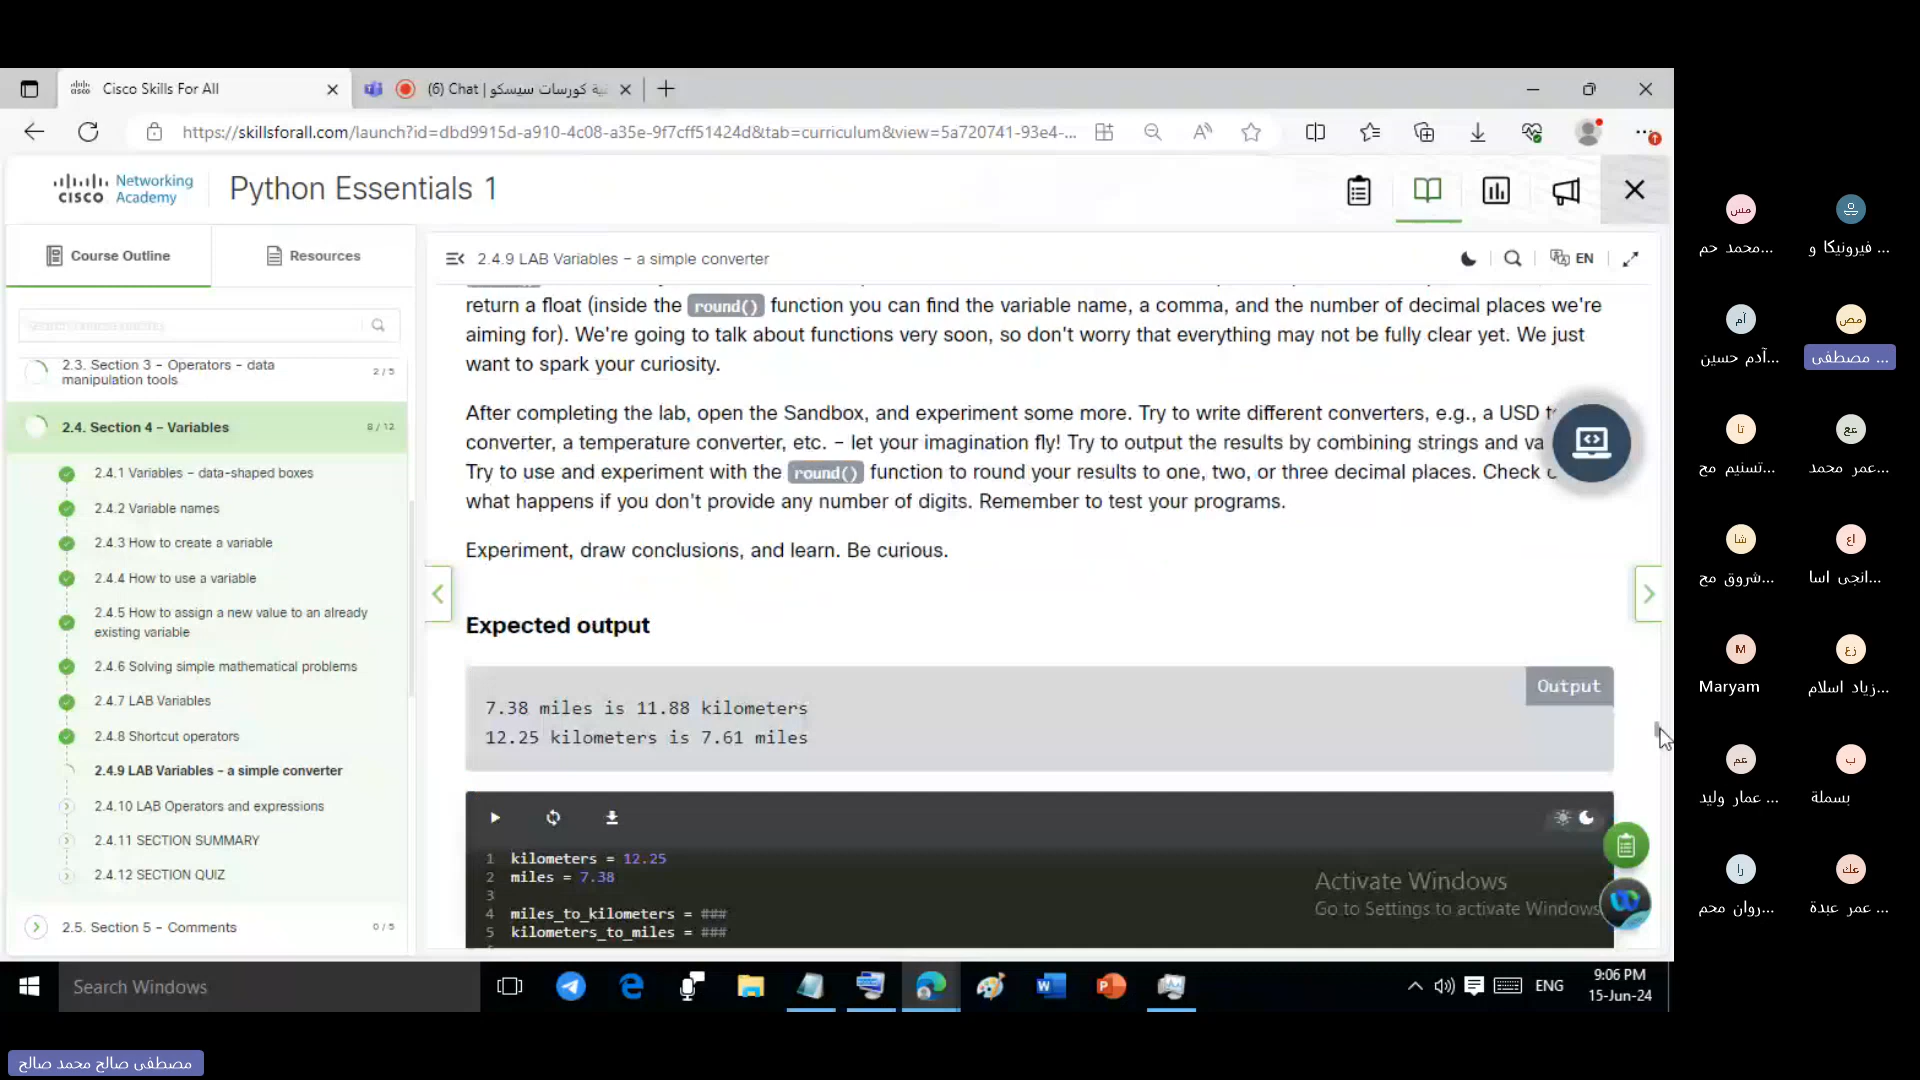 Cisco Skills For All
(6) Chat | ية كورسات سيسكو
https://skillsforall.com/launch?id=dbd9915d-a910-4c08-a35e-9f7cff51424d&tab=curriculum&view=5a720741-93e4-...
Networking
CISCO Academy
Python Essentials 1
Course Outline
Resources
2.3. Section 3 – Operators - data
manipulation tools
2 / 5
2.4. Section 4 – Variables
8 / 12
2.4.1 Variables – data-shaped boxes
2.4.2 Variable names
2.4.3 How to create a variable
2.4.4 How to use a variable
2.4.5 How to assign a new value to an already
existing variable
2.4.6 Solving simple mathematical problems
2.4.7 LAB Variables
2.4.8 Shortcut operators
2.4.9 LAB Variables – a simple converter
2.4.10 LAB Operators and expressions
2.4.11 SECTION SUMMARY
2.4.12 SECTION QUIZ
2.5. Section 5 – Comments
0 / 5
2.4.9 LAB Variables – a simple converter
EN
return a float (inside the round() function you can find the variable name, a comma, and the number of decimal places we're
aiming for). We're going to talk about functions very soon, so don't worry that everything may not be fully clear yet. We just
want to spark your curiosity.
After completing the lab, open the Sandbox, and experiment some more. Try to write different converters, e.g., a USD
converter, a temperature converter, etc. – let your imagination fly! Try to output the results by combining strings and va
Try to use and experiment with the round() function to round your results to one, two, or three decimal places. Check
what happens if you don't provide any number of digits. Remember to test your programs.
Experiment, draw conclusions, and learn. Be curious.
Expected output
Output
7.38 miles is 11.88 kilometers
12.25 kilometers is 7.61 miles
1 kilometers = 12.25
2 miles = 7.38
3
4 miles_to_kilometers = ###
5 kilometers_to_miles = ###
Activate Windows
Go to Settings to activate Windows
Search Windows
ENG
9:06 PM
15-Jun-24
مس
محمد حم...
فيرونيكا و ...
آم
آدم حسين...
مص
مصطفى ...
تا
تسنيم مح...
عع
عمر محمد...
شا
شروق مح...
اع
انجى اسا...
M
Maryam
زع
زياد اسلام...
عم
عمار وليد ...
ب
بسملة
را
روان محم...
عك
عمر عبدة ...
مصطفى صالح محمد صالح